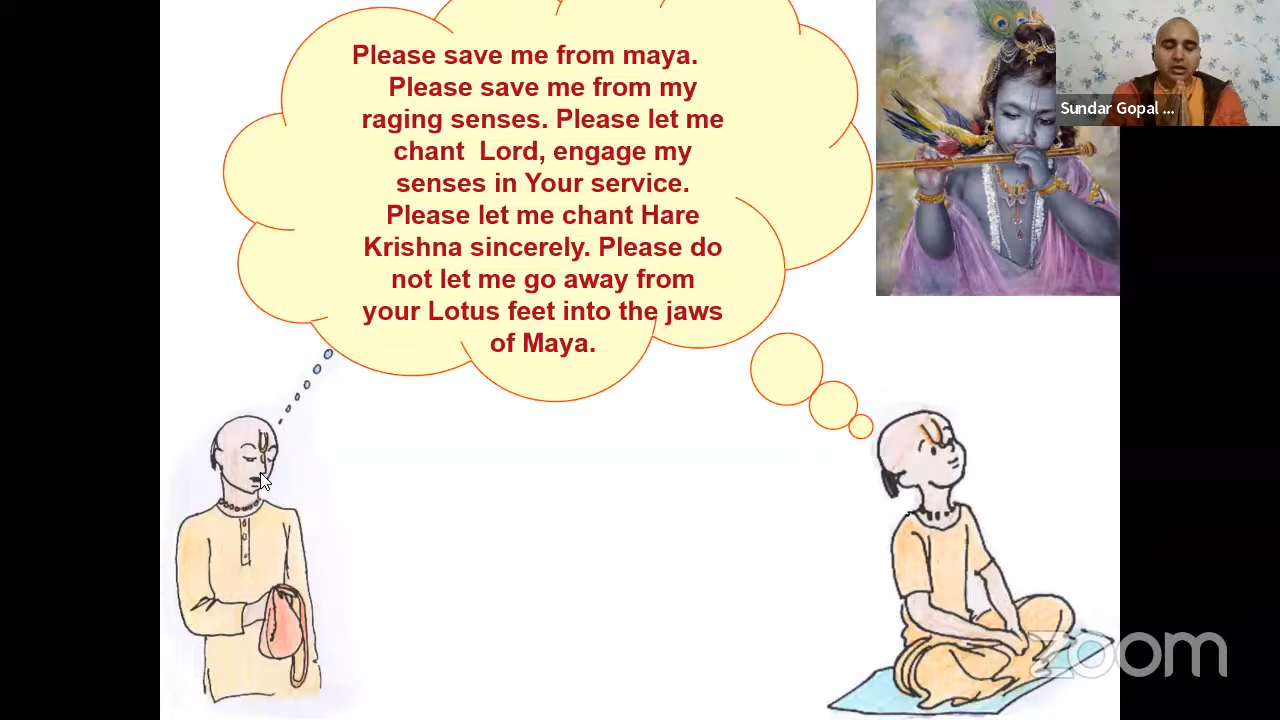 Please save me from maya.
Please save me from my
raging senses. Please let me
chant Lord, engage my
senses in Your service.
Please let me chant Hare
Krishna sincerely. Please do
not let me go away from
your Lotus feet into the jaws
of Maya.
Sundar Gopal ...
zoom